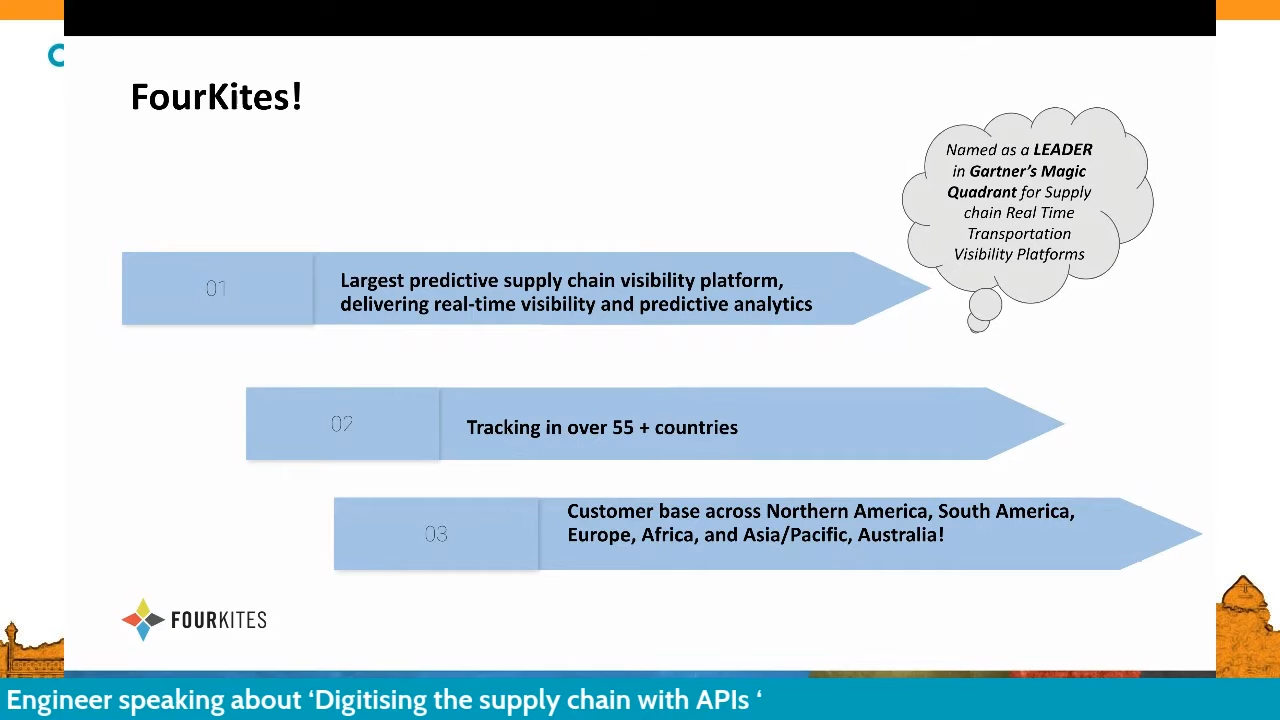 FourKites!
Named as a LEADER
in Gartner's Magic
Quadrant for Supply
chain Real Time
Transportation
Visibility Platforms
01
Largest predictive supply chain visibility platform,
delivering real-time visibility and predictive analytics
02
Tracking in over 55 + countries
03
Customer base across Northern America, South America,
Europe, Africa, and Asia/Pacific, Australia!
FOURKITES
Engineer speaking about ‘Digitising the supply chain with APIs ‘